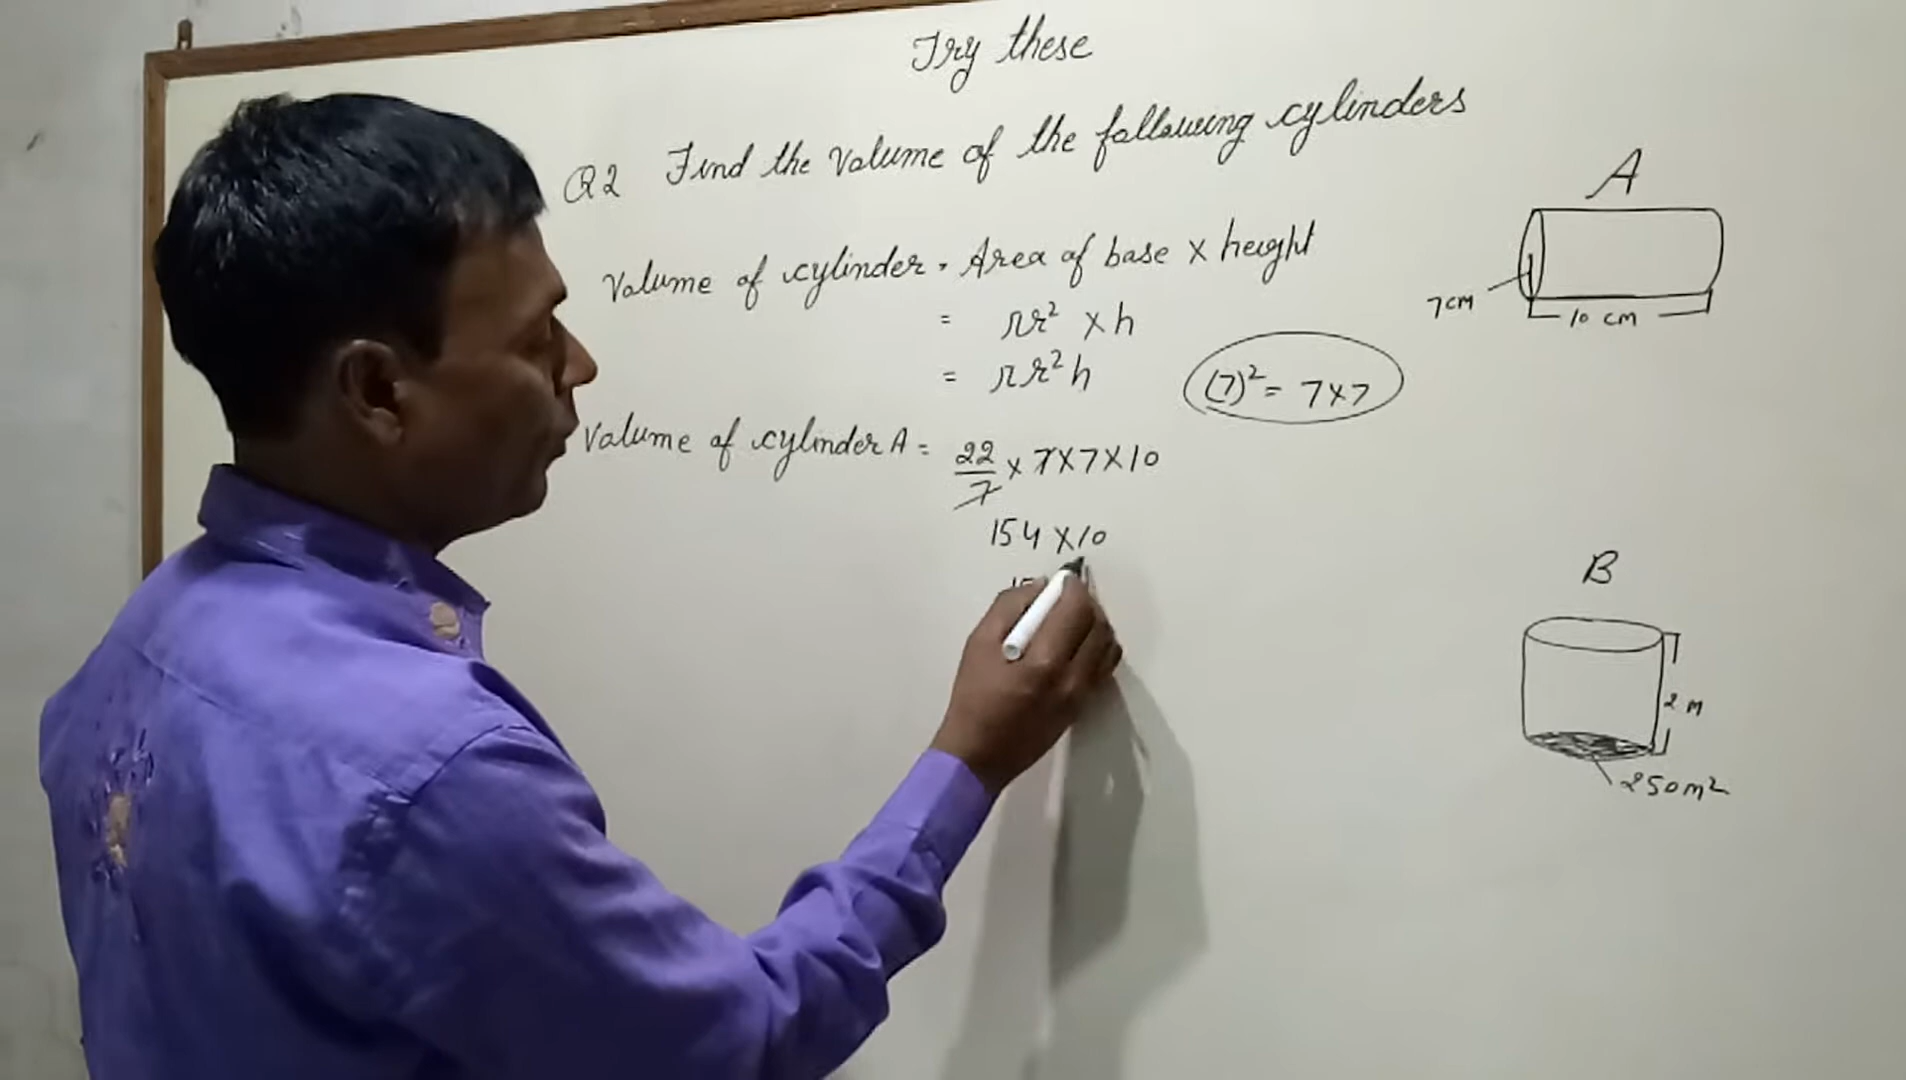 Try these
Q2 Find the Volume of the following cylinders
Volume of cylinder = Area of base × height
= πr² × h
= πr²h
(7)² = 7×7
Volume of cylinder A = 22/7 × 7×7×10
154 ×10
15
A
7cm
10 cm
B
2 m
250m²